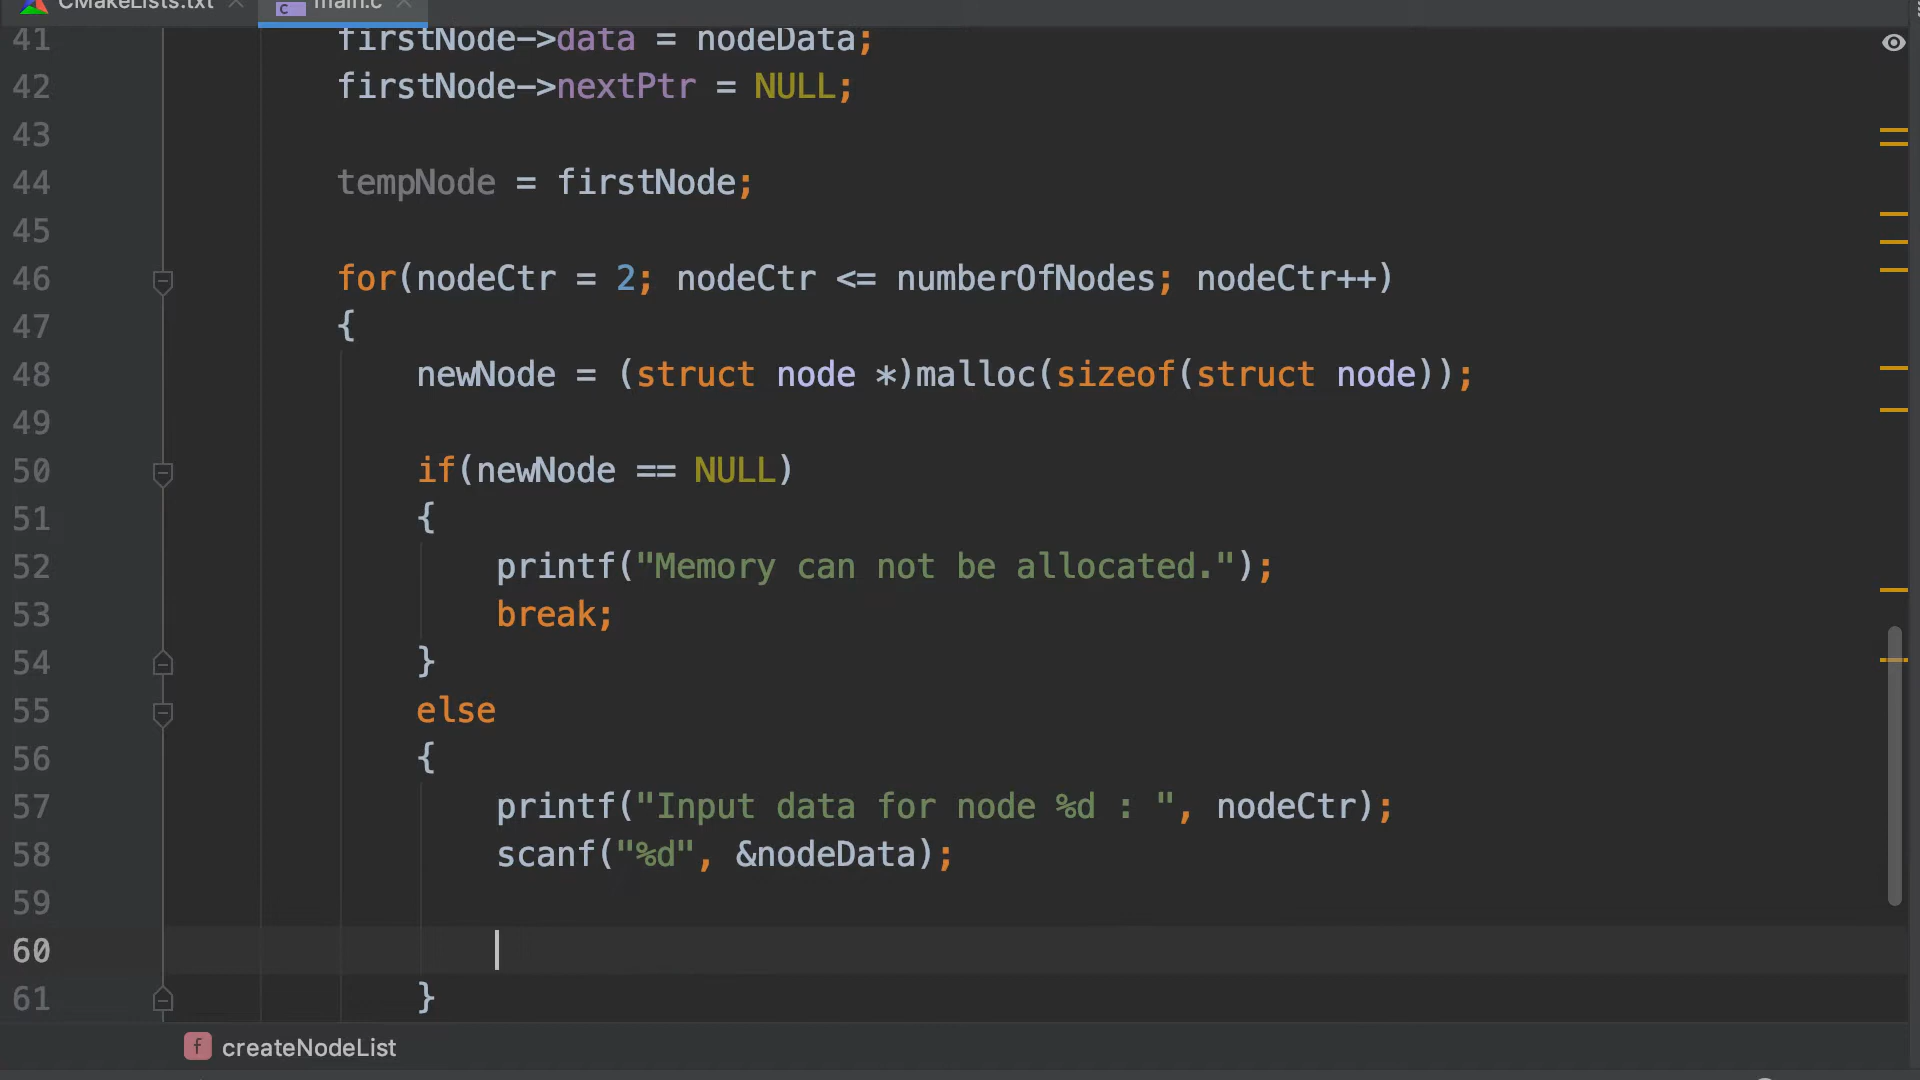 CMakeLists.txt
main.c
41 firstNode->data = nodeData;
42 firstNode->nextPtr = NULL;
43
44 tempNode = firstNode;
45
46 for(nodeCtr = 2; nodeCtr <= numberOfNodes; nodeCtr++)
47 {
48 newNode = (struct node *)malloc(sizeof(struct node));
49
50 if(newNode == NULL)
51 {
52 printf("Memory can not be allocated.");
53 break;
54 }
55 else
56 {
57 printf("Input data for node %d : ", nodeCtr);
58 scanf("%d", &nodeData);
59
60
61 }
f createNodeList